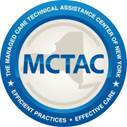 THE MANAGED CARE TECHNICAL ASSISTANCE CENTER OF NEW YORK
MCTAC
EFFICIENT PRACTICES • EFFECTIVE CARE